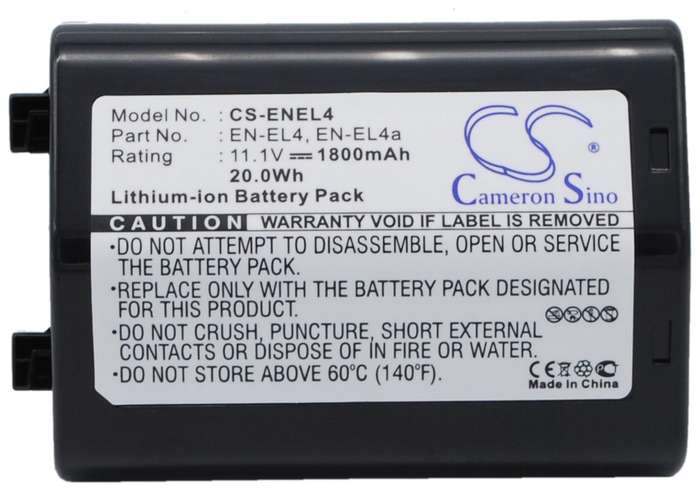 Model No. : CS-ENEL4
Part No. : EN-EL4, EN-EL4a
Rating : 11.1V 1800mAh
20.0Wh
Lithium-ion Battery Pack
CS ®
Cameron Sino
CAUTION WARRANTY VOID IF LABEL IS REMOVED
•DO NOT ATTEMPT TO DISASSEMBLE, OPEN OR SERVICE
THE BATTERY PACK.
•REPLACE ONLY WITH THE BATTERY DESIGNATED
FOR THIS PRODUCT.
•DO NOT CRUSH, PUNCTURE, SHORT EXTERNAL
CONTACTS OR DISPOSE OF IN FIRE OR WATER.
•DO NOT STORE ABOVE 60°C (140°F).
CE
Made In China